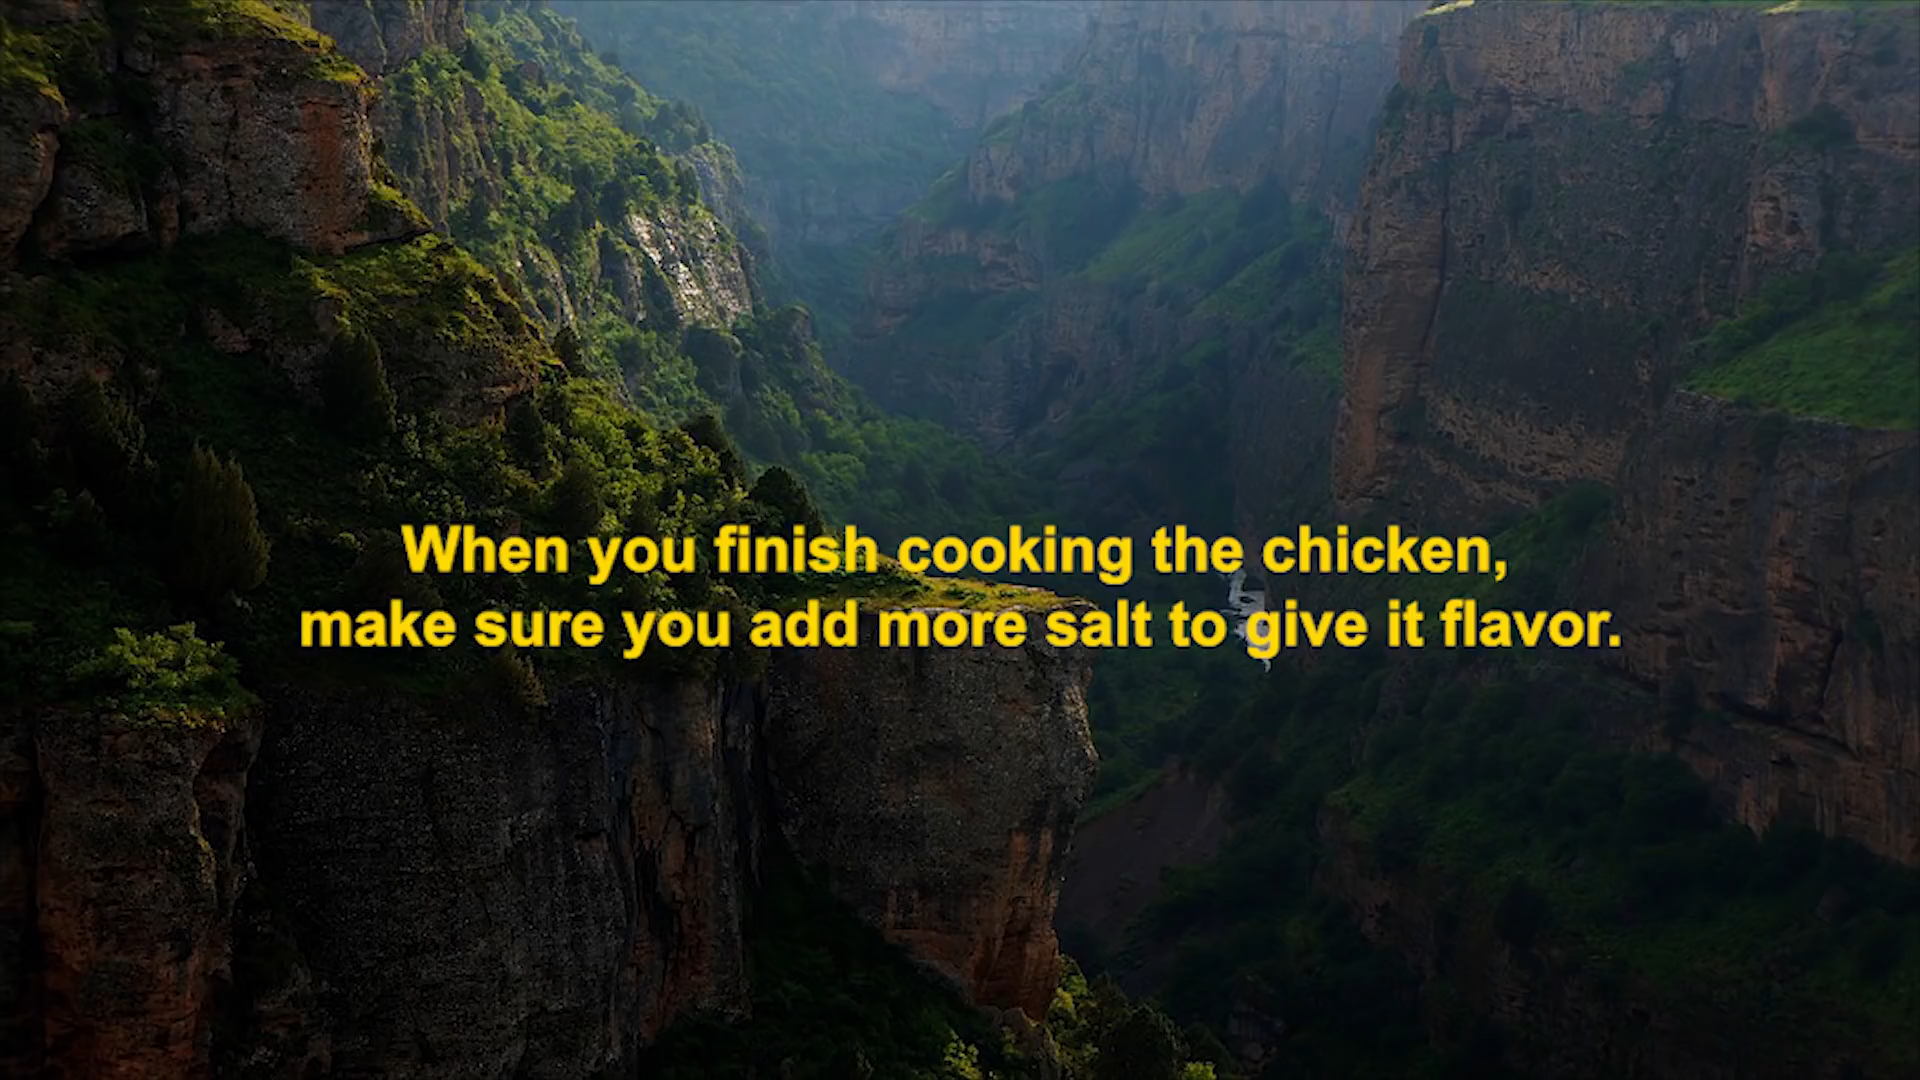 When you finish cooking the chicken,
make sure you add more salt to give it flavor.